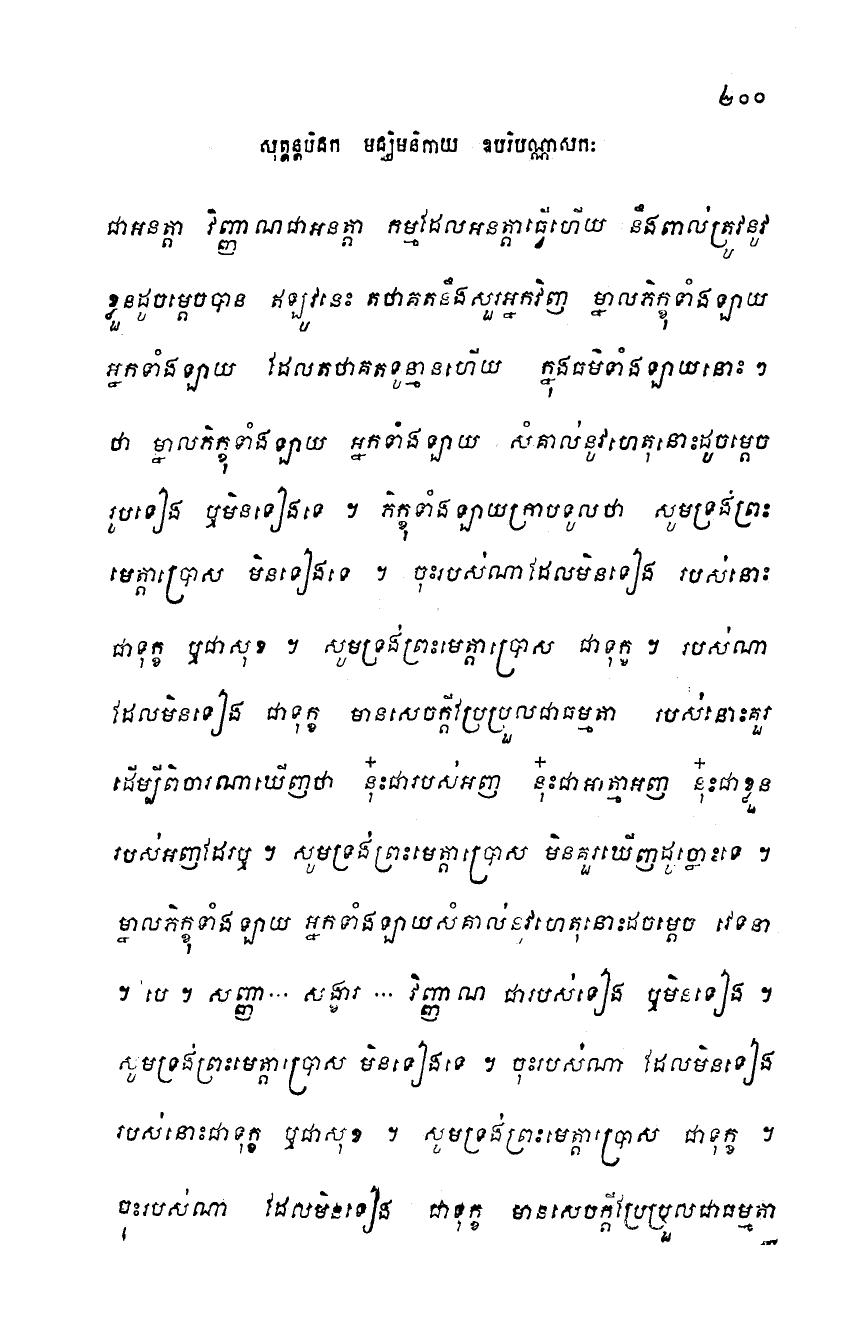 ២០០
សុត្តន្តបិដក មជ្ឈិមនិកាយ ឧបរិបណ្ណាសកៈ
ជាអនត្តា វិញ្ញាណជាអនត្តា កម្មដែលអនត្តាធ្វើហើយ នឹងពាល់ត្រូវនូវ
ខ្លួនដូចម្តេចបាន ឥឡូវនេះ តថាគតនឹងសួរអ្នកវិញ ម្នាលភិក្ខុទាំងឡាយ
អ្នកទាំងឡាយ ដែលតថាគតទូន្មានហើយ ក្នុងធម៌ទាំងឡាយនោះ ៗ
ថា ម្នាលភិក្ខុទាំងឡាយ អ្នកទាំងឡាយ សំគាល់នូវហេតុនោះដូចម្តេច
រូបទៀង ឬមិនទៀងទេ ។ ភិក្ខុទាំងឡាយក្រាបទូលថា សូមទ្រង់ព្រះ
មេត្តាប្រោស មិនទៀងទេ ។ ចុះរបស់ណាដែលមិនទៀង របស់នោះ
ជាទុក្ខ ឬជាសុខ ។ សូមទ្រង់ព្រះមេត្តាប្រោស ជាទុក្ខ ។ របស់ណា
ដែលមិនទៀង ជាទុក្ខ មានសេចក្តីប្រែប្រួលជាធម្មតា របស់នោះគួរ
ដើម្បីពិចារណាឃើញថា នុ៎ះជារបស់អញ នុ៎ះជាអាត្មាអញ នុ៎ះជាខ្លួន
របស់អញដែរឬ ។ សូមទ្រង់ព្រះមេត្តាប្រោស មិនគួរឃើញដូច្នោះទេ ។
ម្នាលភិក្ខុទាំងឡាយ អ្នកទាំងឡាយសំគាល់នូវហេតុនោះដូចម្តេច វេទនា
។ បេ ។ សញ្ញា... សង្ខារ ... វិញ្ញាណ ជារបស់ទៀង ឬមិនទៀង ។
សូមទ្រង់ព្រះមេត្តាប្រោស មិនទៀងទេ ។ ចុះរបស់ណា ដែលមិនទៀង
របស់នោះជាទុក្ខ ឬជាសុខ ។ សូមទ្រង់ព្រះមេត្តាប្រោស ជាទុក្ខ ។
ចុះរបស់ណា ដែលមិនទៀង ជាទុក្ខ មានសេចក្តីប្រែប្រួលជាធម្មតា